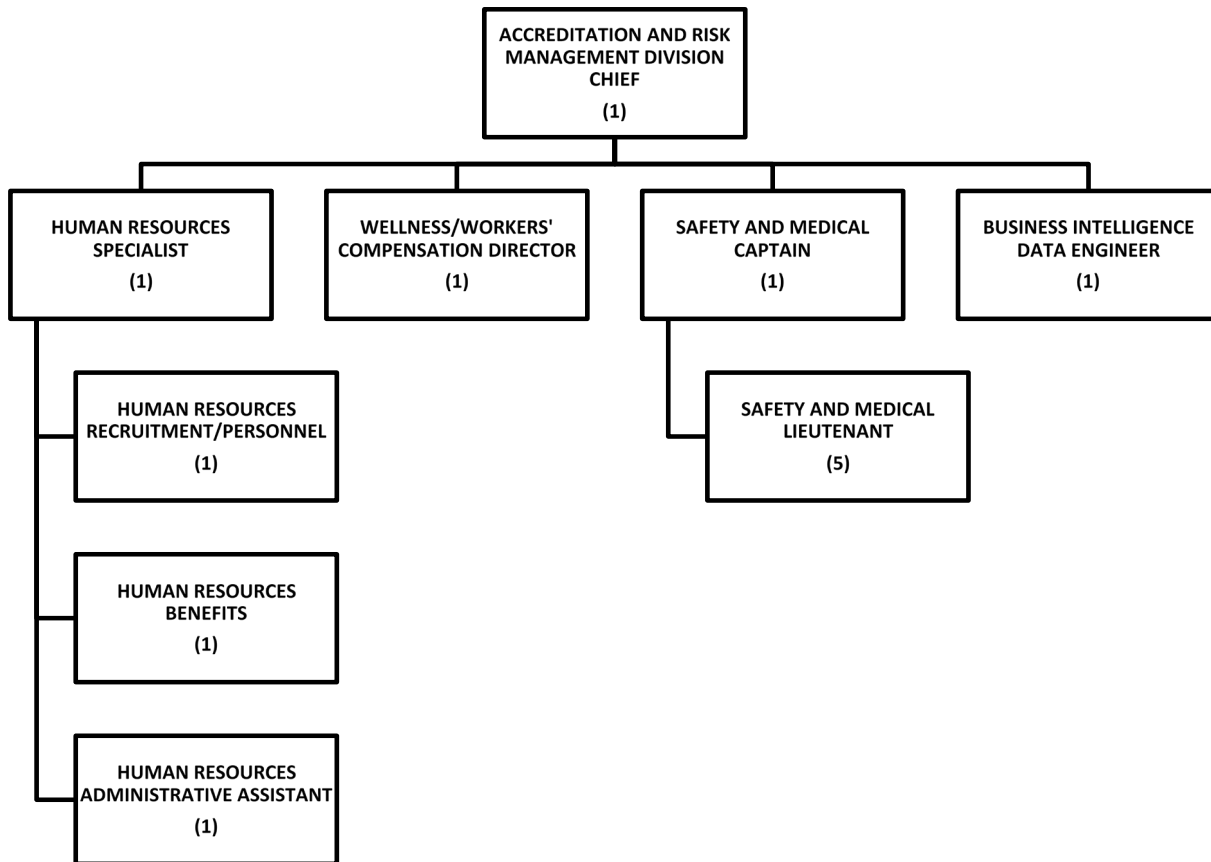 ACCREDITATION AND RISK
MANAGEMENT DIVISION
CHIEF
(1)
HUMAN RESOURCES
SPECIALIST
(1)
WELLNESS/WORKERS'
COMPENSATION DIRECTOR
(1)
SAFETY AND MEDICAL
CAPTAIN
(1)
BUSINESS INTELLIGENCE
DATA ENGINEER
(1)
HUMAN RESOURCES
RECRUITMENT/PERSONNEL
(1)
SAFETY AND MEDICAL
LIEUTENANT
(5)
HUMAN RESOURCES
BENEFITS
(1)
HUMAN RESOURCES
ADMINISTRATIVE ASSISTANT
(1)